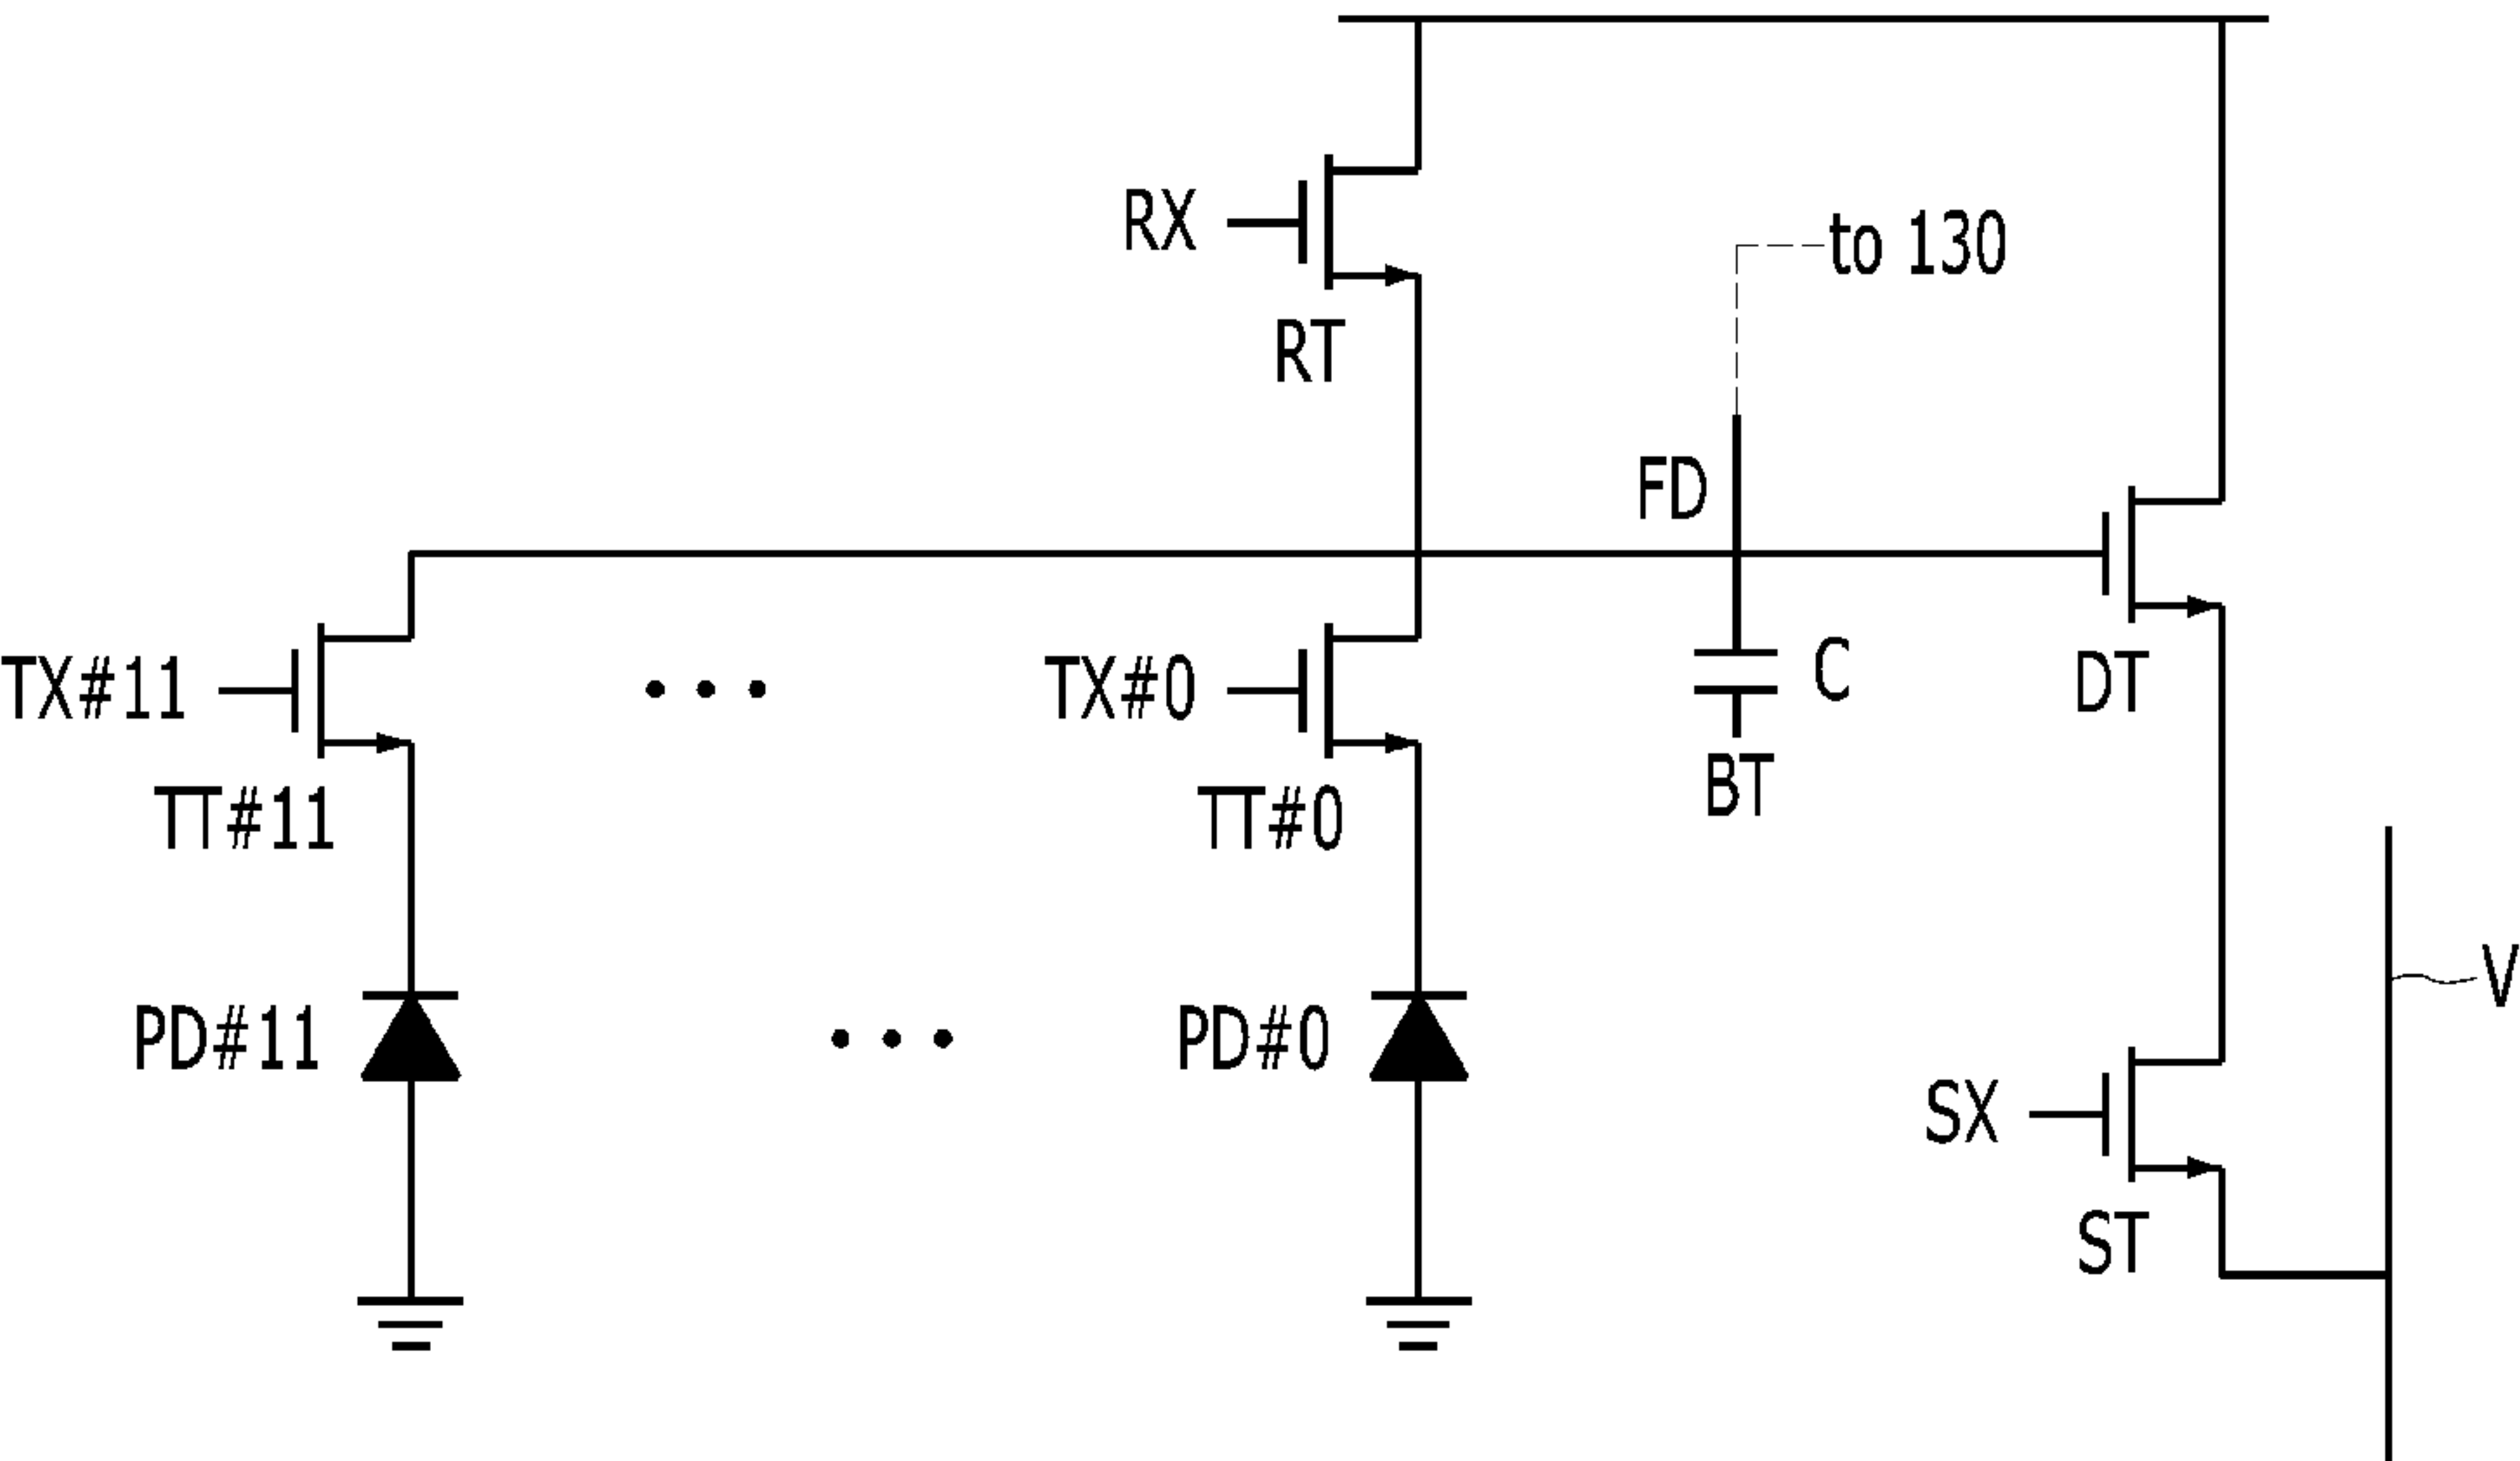 RX
to 130
RT
FD
TX#11
TX#0
C
DT
TT#11
TT#0
BT
V
PD#11
PD#0
SX
ST